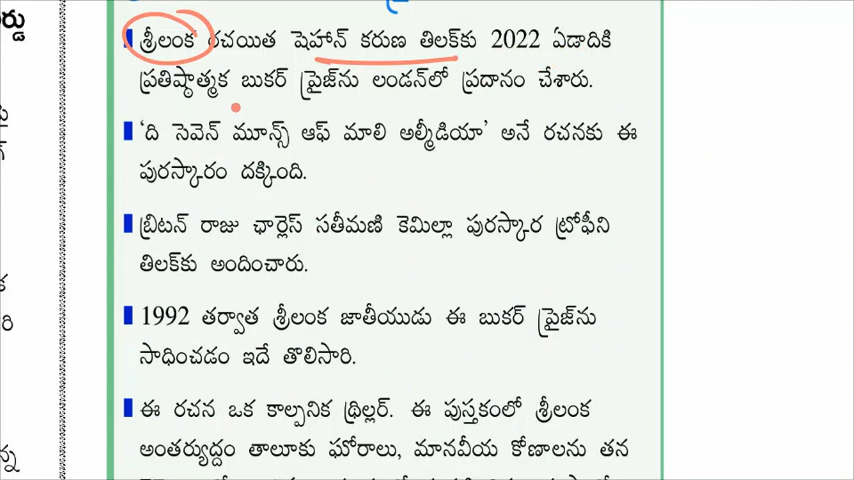 ర్డు
శ్రీలంక రచయిత షెహాన్ కరుణ తిలక్‌కు 2022 ఏడాదికి
ప్రతిష్ఠాత్మక బుకర్ ప్రైజ్‌ను లండన్‌లో ప్రదానం చేశారు.
‘ది సెవెన్ మూన్స్ ఆఫ్ మాలి అల్మీడియా’ అనే రచనకు ఈ
పురస్కారం దక్కింది.
బ్రిటన్ రాజు ఛార్లెస్ సతీమణి కెమిల్లా పురస్కార ట్రోఫీని
తిలక్‌కు అందించారు.
1992 తర్వాత శ్రీలంక జాతీయుడు ఈ బుకర్ ప్రైజ్‌ను
సాధించడం ఇదే తొలిసారి.
ఈ రచన ఒక కాల్పనిక థ్రిల్లర్. ఈ పుస్తకంలో శ్రీలంక
అంతర్యుద్ధం తాలూకు ఘోరాలు, మానవీయ కోణాలను తన